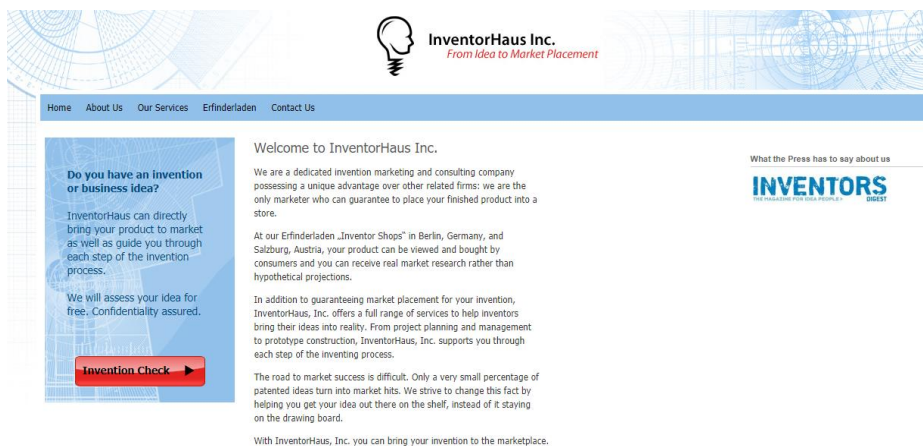 InventorHaus Inc.
From Idea to Market Placement
Home About Us Our Services Erfinderladen Contact Us
Do you have an invention
or business idea?
InventorHaus can directly
bring your product to market
as well as guide you through
each step of the invention
process.
We will assess your idea for
free. Confidentiality assured.
Invention Check
Welcome to InventorHaus Inc.
We are a dedicated invention marketing and consulting company
possessing a unique advantage over other related firms: we are the
only marketer who can guarantee to place your finished product into a
store.
At our Erfinderladen „Inventor Shops" in Berlin, Germany, and
Salzburg, Austria, your product can be viewed and bought by
consumers and you can receive real market research rather than
hypothetical projections.
In addition to guaranteeing market placement for your invention,
InventorHaus, Inc. offers a full range of services to help inventors
bring their ideas into reality. From project planning and management
to prototype construction, InventorHaus, Inc. supports you through
each step of the inventing process.
The road to market success is difficult. Only a very small percentage of
patented ideas turn into market hits. We strive to change this fact by
helping you get your idea out there on the shelf, instead of it staying
on the drawing board.
With InventorHaus, Inc. you can bring your invention to the marketplace.
What the Press has to say about us
INVENTORS
THE MAGAZINE FOR IDEA PEOPLE DIGEST